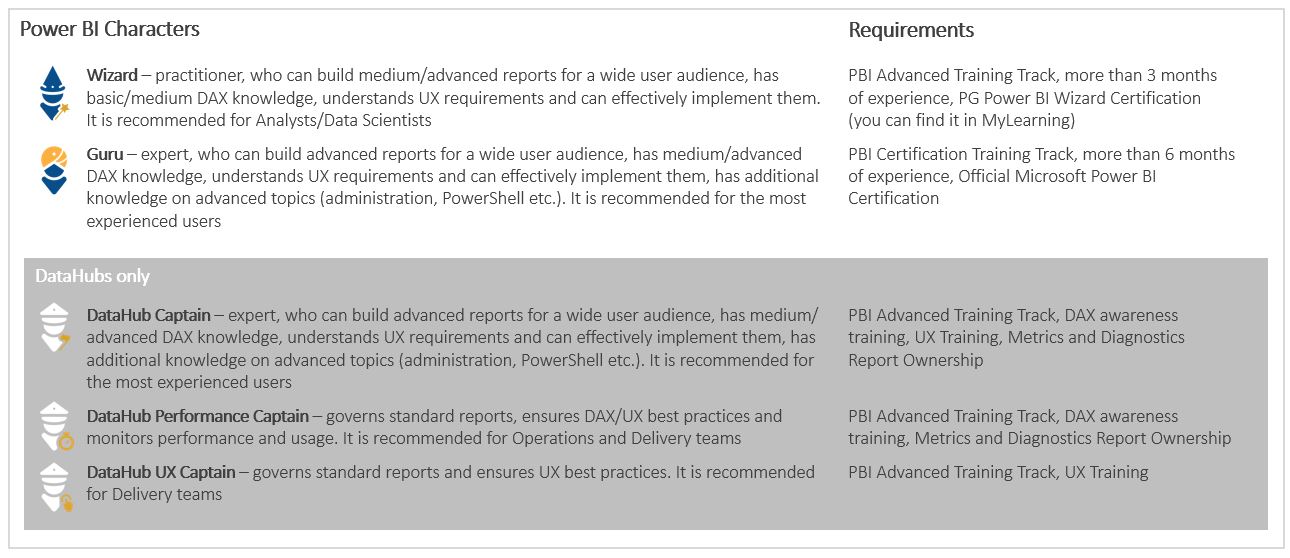 Power BI Characters
Requirements
Wizard – practitioner, who can build medium/advanced reports for a wide user audience, has
basic/medium DAX knowledge, understands UX requirements and can effectively implement them.
It is recommended for Analysts/Data Scientists
PBI Advanced Training Track, more than 3 months
of experience, PG Power BI Wizard Certification
(you can find it in MyLearning)
Guru – expert, who can build advanced reports for a wide user audience, has medium/advanced
DAX knowledge, understands UX requirements and can effectively implement them, has additional
knowledge on advanced topics (administration, PowerShell etc.). It is recommended for the most
experienced users
PBI Certification Training Track, more than 6 months
of experience, Official Microsoft Power BI
Certification
DataHubs only
DataHub Captain – expert, who can build advanced reports for a wide user audience, has medium/
advanced DAX knowledge, understands UX requirements and can effectively implement them, has
additional knowledge on advanced topics (administration, PowerShell etc.). It is recommended for
the most experienced users
PBI Advanced Training Track, DAX awareness
training, UX Training, Metrics and Diagnostics
Report Ownership
DataHub Performance Captain – governs standard reports, ensures DAX/UX best practices and
monitors performance and usage. It is recommended for Operations and Delivery teams
PBI Advanced Training Track, DAX awareness
training, Metrics and Diagnostics Report Ownership
DataHub UX Captain – governs standard reports and ensures UX best practices. It is recommended
for Delivery teams
PBI Advanced Training Track, UX Training